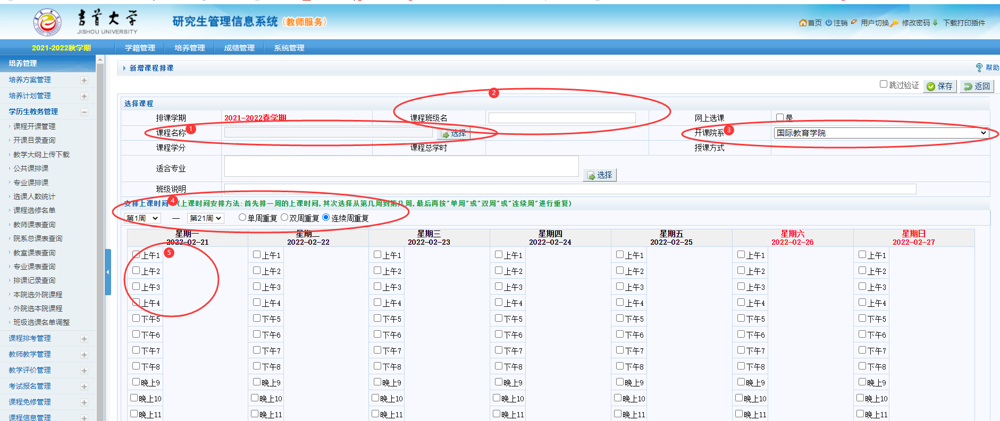 吉首大学
JISHOU UNIVERSITY
研究生管理信息系统(教师服务)
首页 注销 用户切换 修改密码 下载打印插件
2021-2022秋学期 学籍管理 培养管理 成绩管理 系统管理
培养管理
培养方案管理
培养计划管理
学历生教务管理
课程开课管理
开课目录查询
教学大纲上传下载
公共课排课
专业课排课
选课人数统计
课程选修名单
教师课表查询
院系总课表查询
教室课表查询
专业课表查询
排课记录查询
本院选外院课程
外院选本院课程
班级选课名单调整
课程排考管理
教师教学管理
教学评价管理
考试报名管理
课程免修管理
课程信息管理
新增课程排课 帮助
跳过验证 保存 返回
选择课程 2
排课学期 2021-2022春学期 课程班级名 网上选课 是
课程名称 1 选择 开课院系 3 国际教育学院
课程学分 课程总学时 授课方式
适合专业 选择
班级说明
安排上课时间 4 (上课时间安排方法:首先排一周的上课时间,其次选择从第几周到第几周,最后再按"单周"或"双周"或"连续周"进行重复)
第1周 — 第21周 单周重复 双周重复 连续周重复
星期一 星期二 星期三 星期四 星期五 星期六 星期日
2022-02-21 2022-02-22 2022-02-23 2022-02-24 2022-02-25 2022-02-26 2022-02-27
上午1 5 上午1 上午1 上午1 上午1 上午1 上午1
上午2 上午2 上午2 上午2 上午2 上午2 上午2
上午3 上午3 上午3 上午3 上午3 上午3 上午3
上午4 上午4 上午4 上午4 上午4 上午4 上午4
下午5 下午5 下午5 下午5 下午5 下午5 下午5
下午6 下午6 下午6 下午6 下午6 下午6 下午6
下午7 下午7 下午7 下午7 下午7 下午7 下午7
下午8 下午8 下午8 下午8 下午8 下午8 下午8
晚上9 晚上9 晚上9 晚上9 晚上9 晚上9 晚上9
晚上10 晚上10 晚上10 晚上10 晚上10 晚上10 晚上10
晚上11 晚上11 晚上11 晚上11 晚上11 晚上11 晚上11